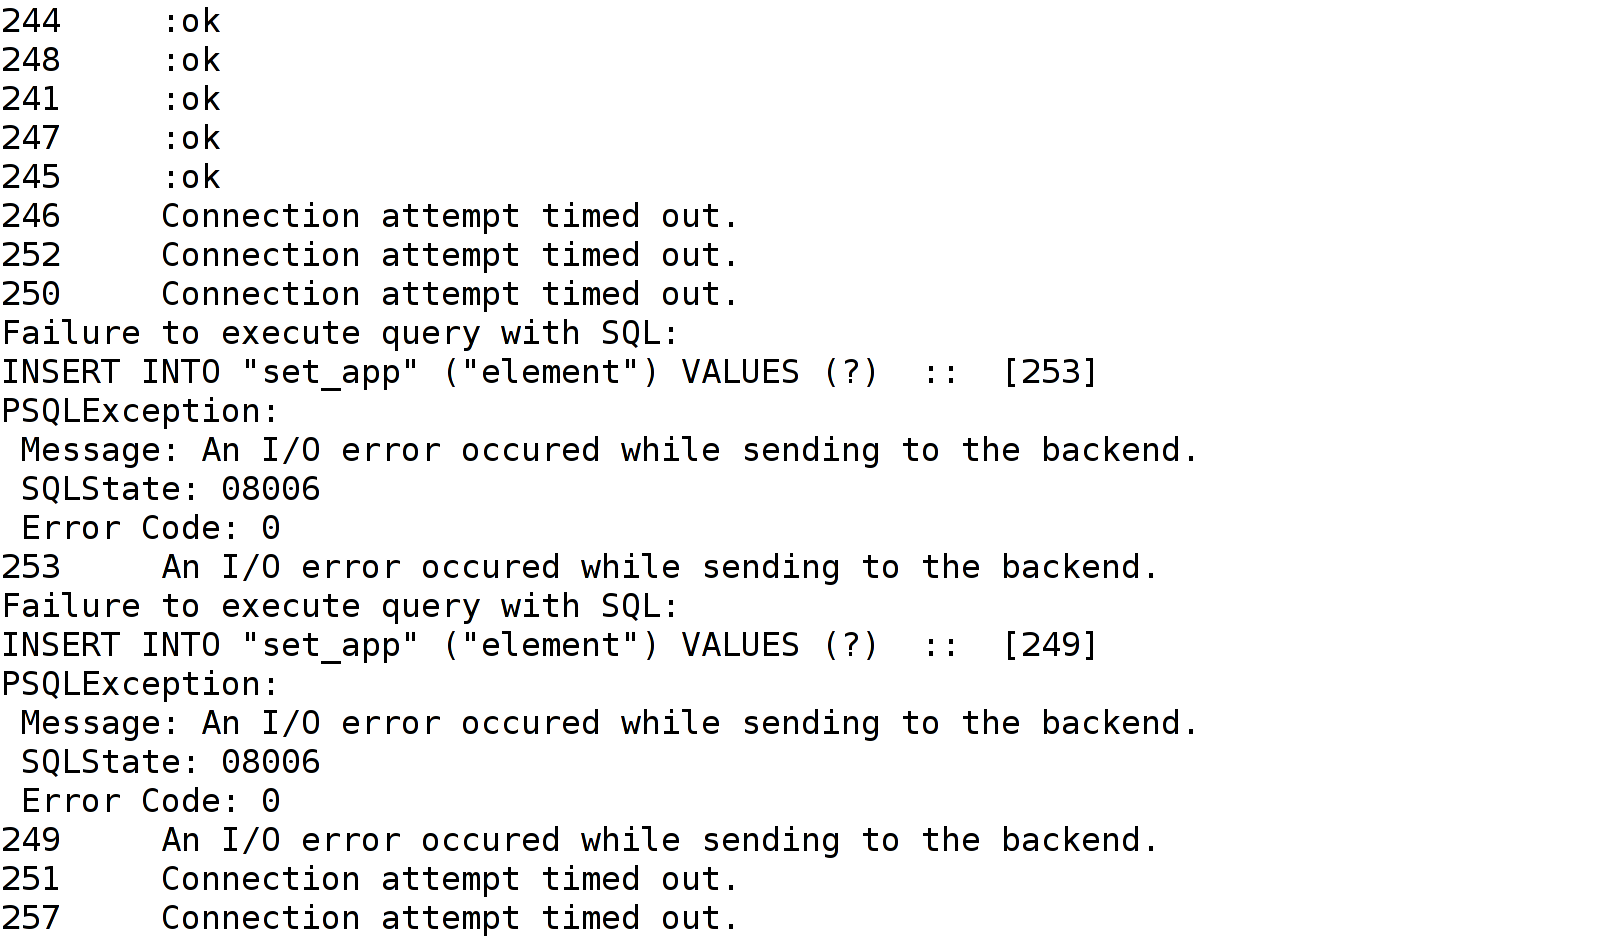 244     :ok
248     :ok
241     :ok
247     :ok
245     :ok
246     Connection attempt timed out.
252     Connection attempt timed out.
250     Connection attempt timed out.
Failure to execute query with SQL:
INSERT INTO "set_app" ("element") VALUES (?)  ::  [253]
PSQLException:
 Message: An I/O error occured while sending to the backend.
 SQLState: 08006
 Error Code: 0
253     An I/O error occured while sending to the backend.
Failure to execute query with SQL:
INSERT INTO "set_app" ("element") VALUES (?)  ::  [249]
PSQLException:
 Message: An I/O error occured while sending to the backend.
 SQLState: 08006
 Error Code: 0
249     An I/O error occured while sending to the backend.
251     Connection attempt timed out.
257     Connection attempt timed out.